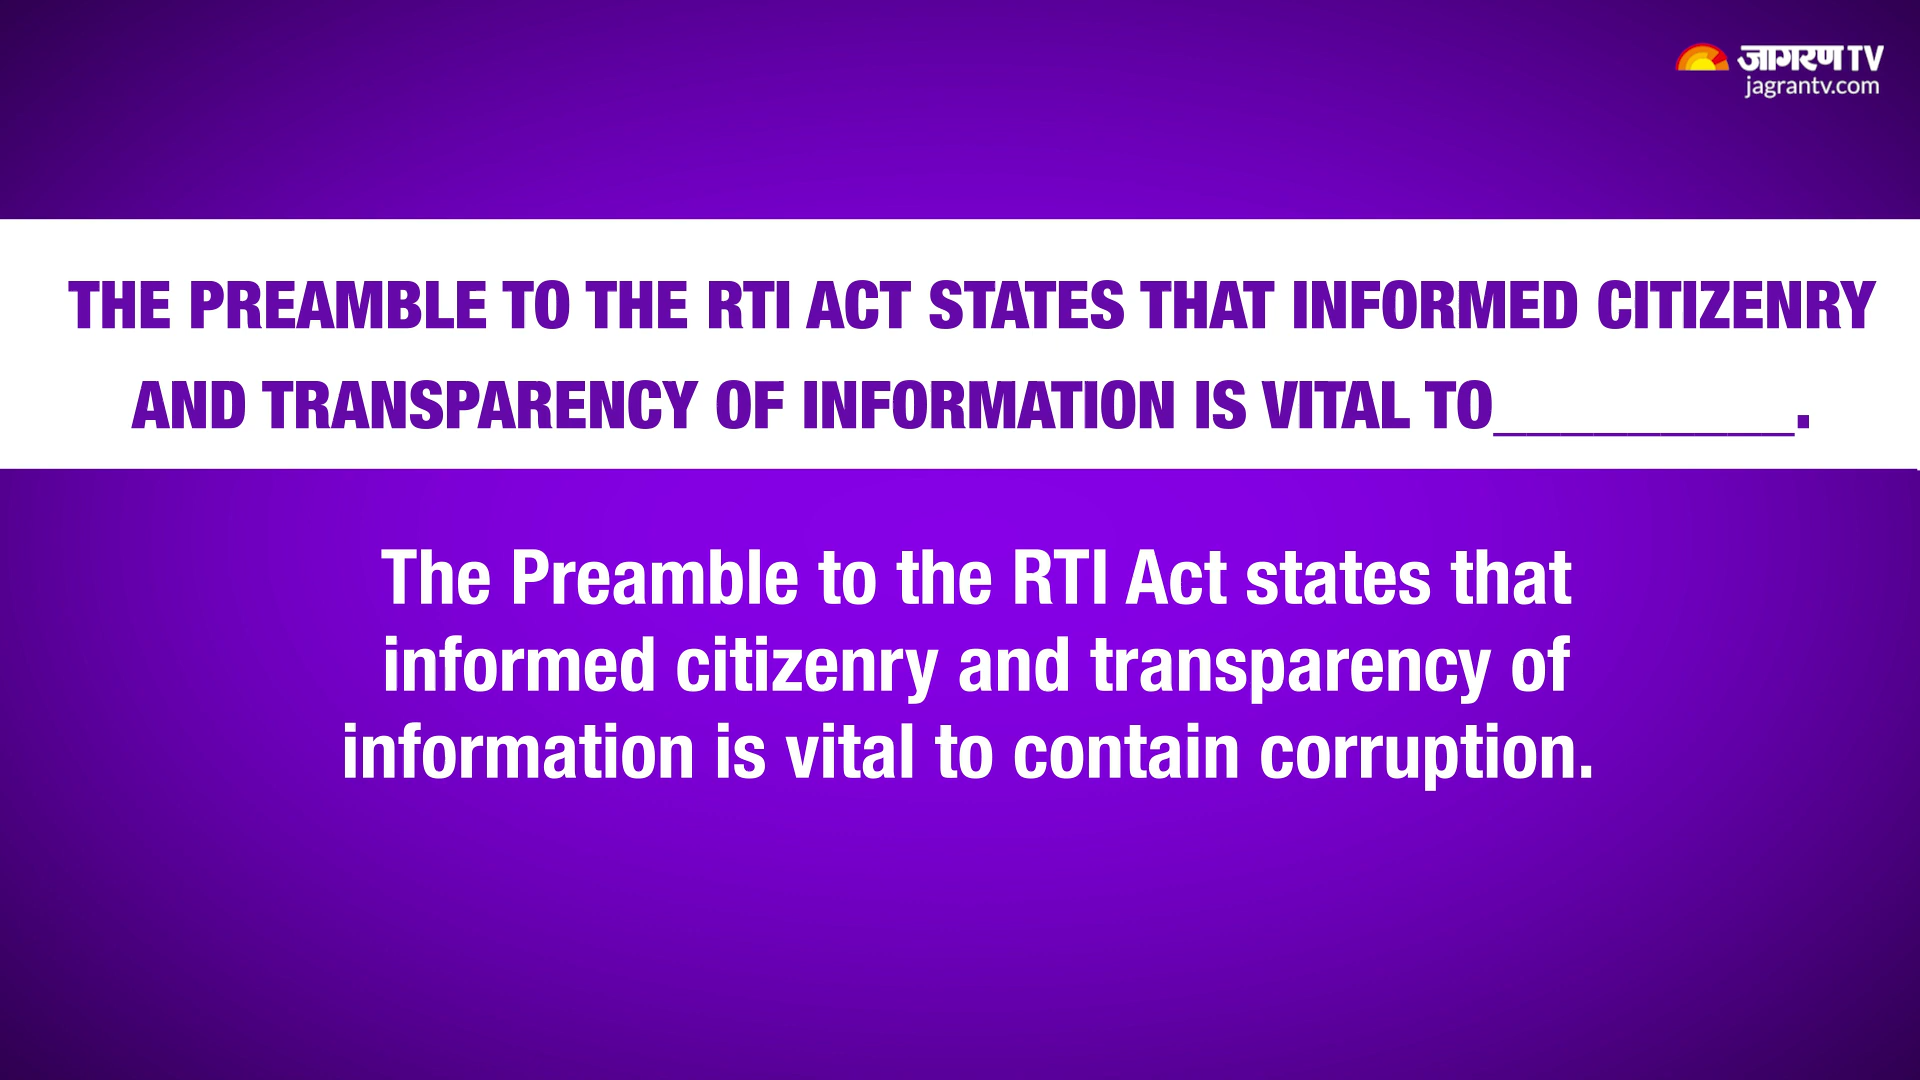 जागरण TV
jagrantv.com
THE PREAMBLE TO THE RTI ACT STATES THAT INFORMED CITIZENRY
AND TRANSPARENCY OF INFORMATION IS VITAL TO_________.
The Preamble to the RTI Act states that
informed citizenry and transparency of
information is vital to contain corruption.